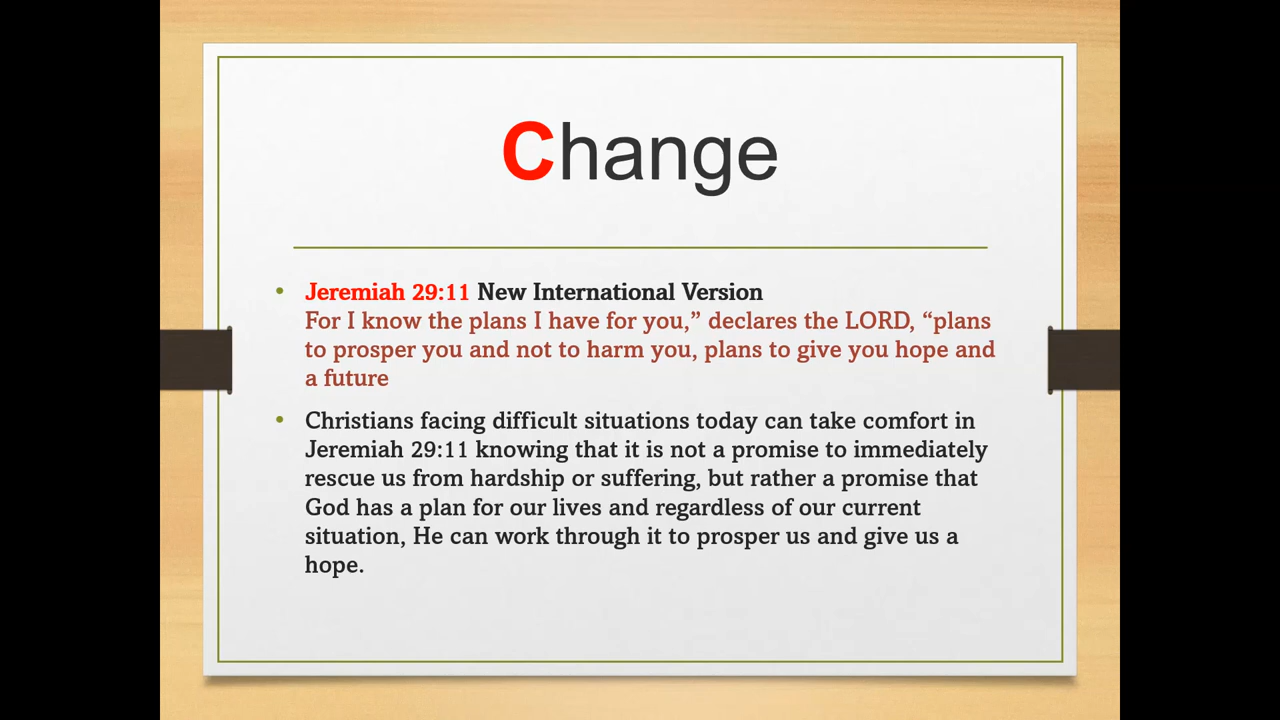 Change
• Jeremiah 29:11 New International Version
For I know the plans I have for you,” declares the LORD, “plans
to prosper you and not to harm you, plans to give you hope and
a future
• Christians facing difficult situations today can take comfort in
Jeremiah 29:11 knowing that it is not a promise to immediately
rescue us from hardship or suffering, but rather a promise that
God has a plan for our lives and regardless of our current
situation, He can work through it to prosper us and give us a
hope.